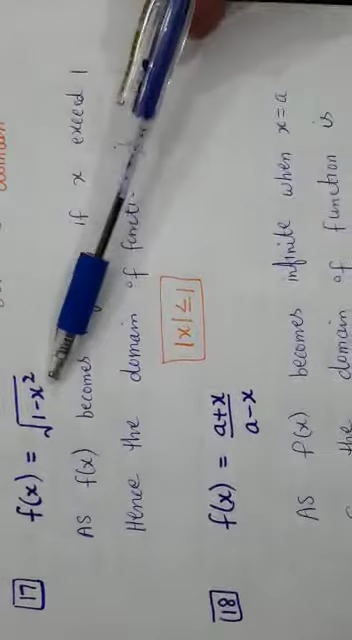 17 f(x) = √1-x²
AS f(x) becomes if x exceed 1
Hence the domain of functi
|x| ≤ 1
18 f(x) = a+x / a-x
AS f(x) becomes infinite when x = a
the domain of function is